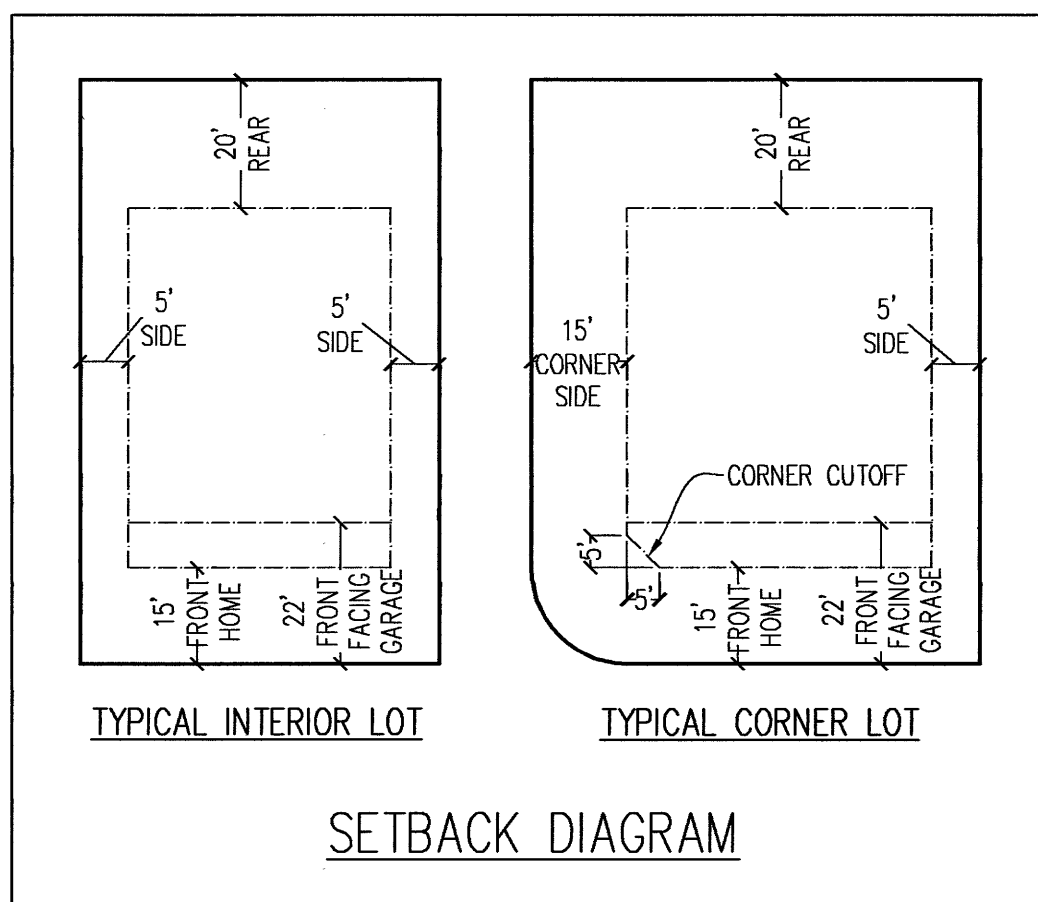 20'
REAR
5'
SIDE
5'
SIDE
15'
FRONT
HOME
22'
FRONT
FACING
GARAGE
TYPICAL INTERIOR LOT
20'
REAR
15'
CORNER
SIDE
5'
SIDE
CORNER CUTOFF
5'
5'
15'
FRONT
HOME
22'
FRONT
FACING
GARAGE
TYPICAL CORNER LOT
SETBACK DIAGRAM